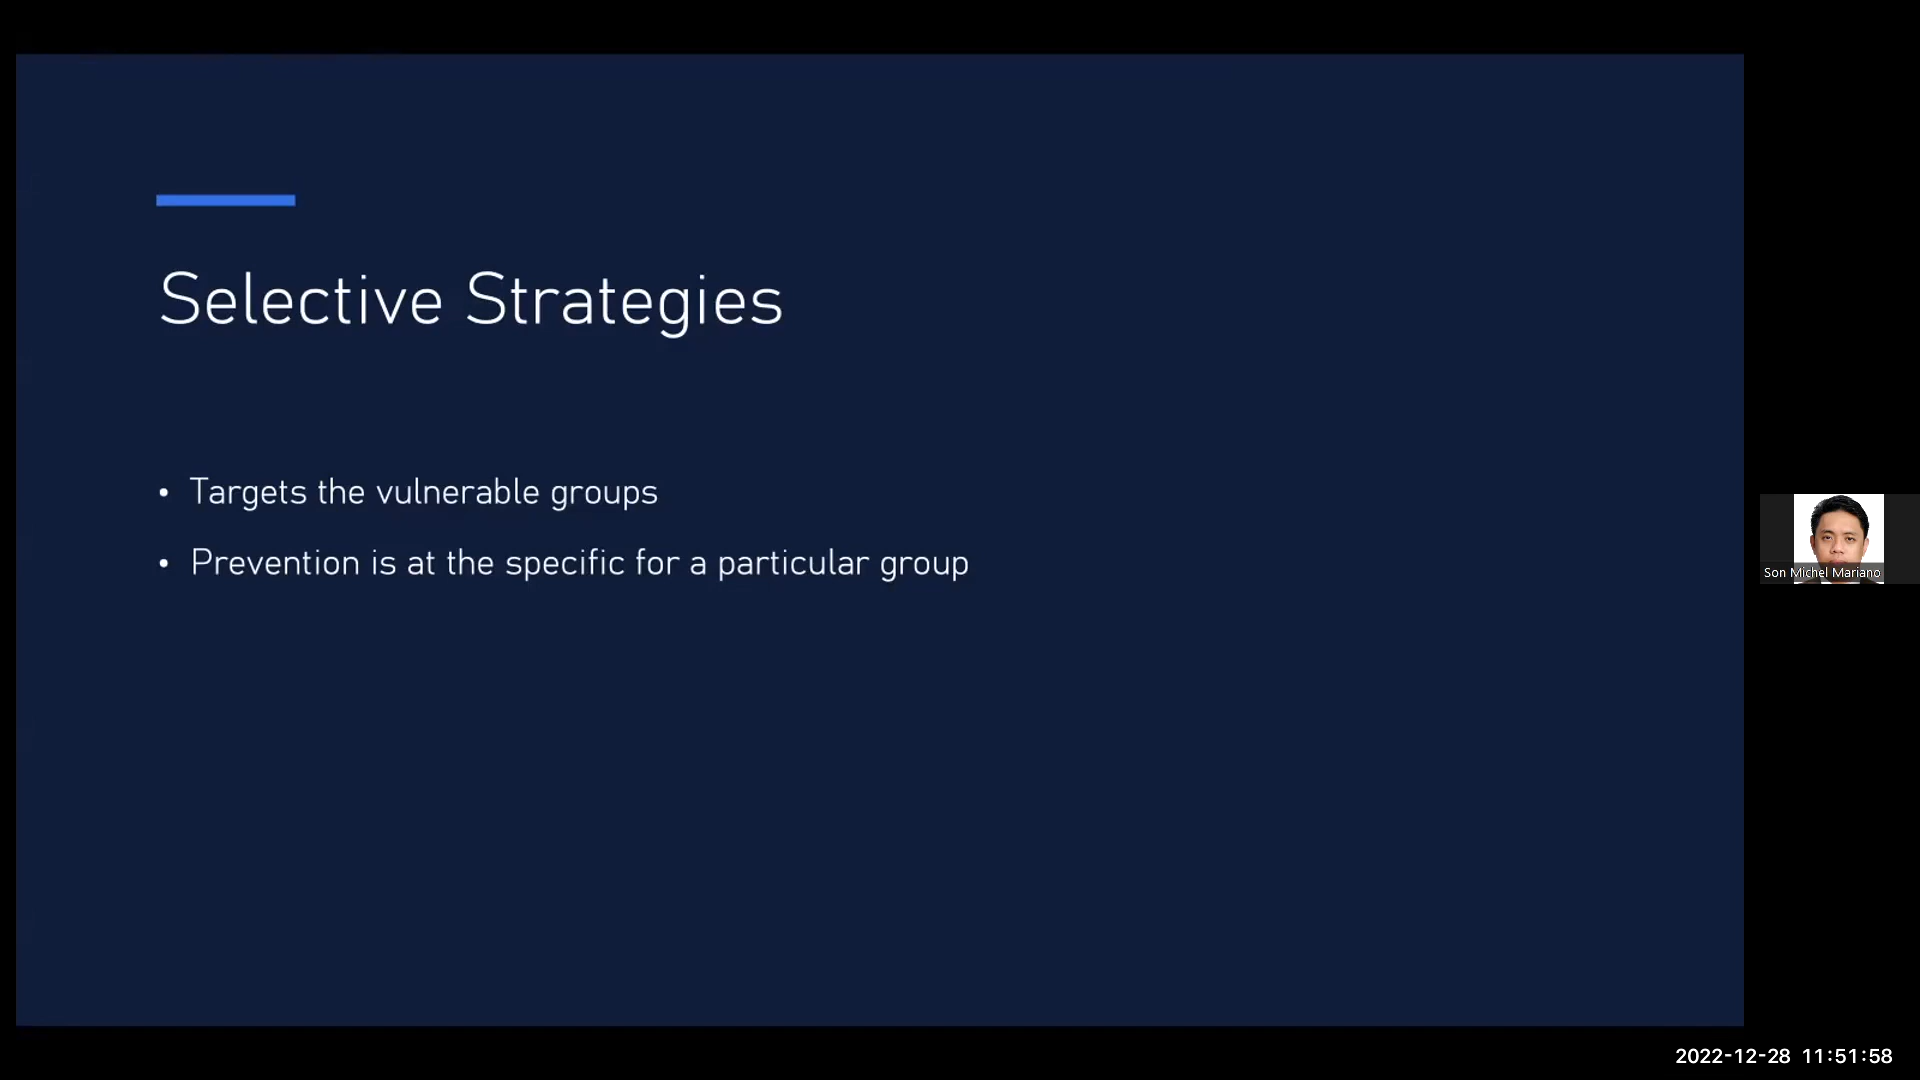 Selective Strategies
• Targets the vulnerable groups
• Prevention is at the specific for a particular group
Son Michel Mariano
2022-12-28 11:51:58